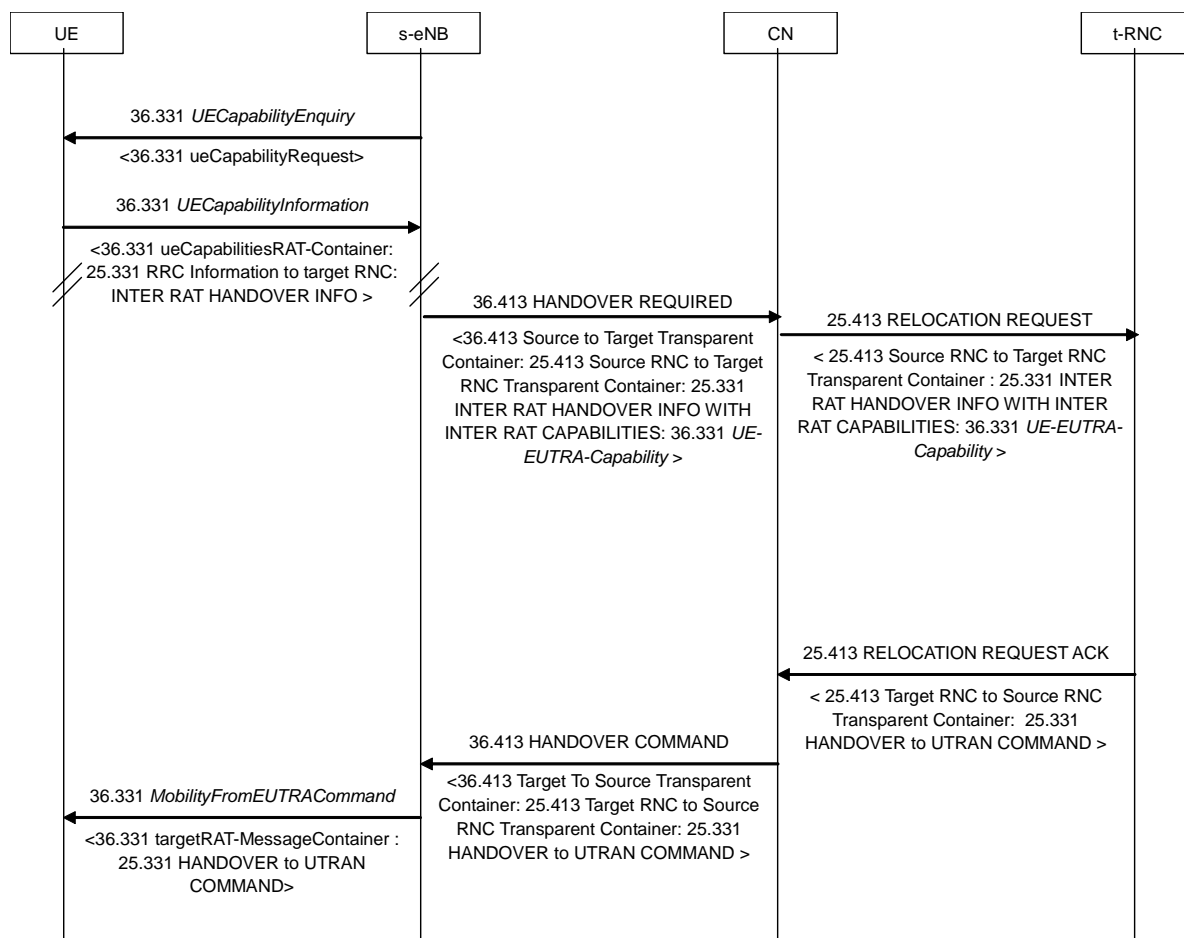 UE
s-eNB
CN
t-RNC
36.331 UECapabilityEnquiry
<36.331 ueCapabilityRequest>
36.331 UECapabilityInformation
<36.331 ueCapabilitiesRAT-Container:
25.331 RRC Information to target RNC:
INTER RAT HANDOVER INFO >
36.413 HANDOVER REQUIRED
<36.413 Source to Target Transparent
Container: 25.413 Source RNC to Target
RNC Transparent Container: 25.331
INTER RAT HANDOVER INFO WITH
INTER RAT CAPABILITIES: 36.331 UE-
EUTRA-Capability >
25.413 RELOCATION REQUEST
< 25.413 Source RNC to Target RNC
Transparent Container : 25.331 INTER
RAT HANDOVER INFO WITH INTER
RAT CAPABILITIES: 36.331 UE-EUTRA-
Capability >
25.413 RELOCATION REQUEST ACK
< 25.413 Target RNC to Source RNC
Transparent Container: 25.331
HANDOVER to UTRAN COMMAND >
36.413 HANDOVER COMMAND
<36.413 Target To Source Transparent
Container: 25.413 Target RNC to Source
RNC Transparent Container: 25.331
HANDOVER to UTRAN COMMAND >
36.331 MobilityFromEUTRACommand
<36.331 targetRAT-MessageContainer :
25.331 HANDOVER to UTRAN
COMMAND>